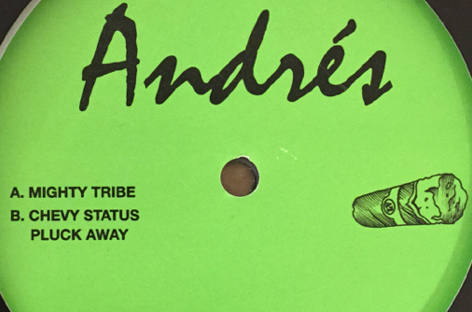 Andrés
A. MIGHTY TRIBE
B. CHEVY STATUS
PLUCK AWAY